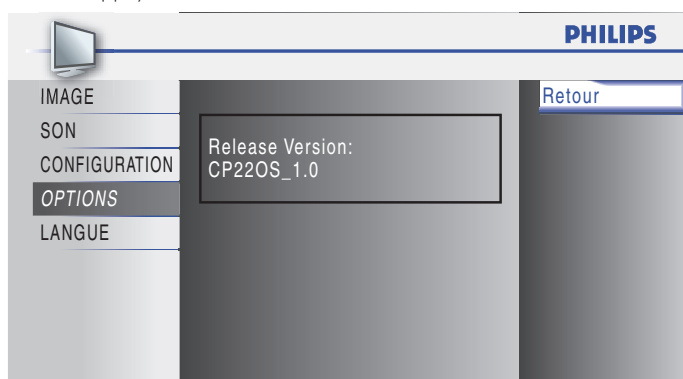 PHILIPS
IMAGE
SON
CONFIGURATION
OPTIONS
LANGUE
Release Version:
CP22OS_1.0
Retour